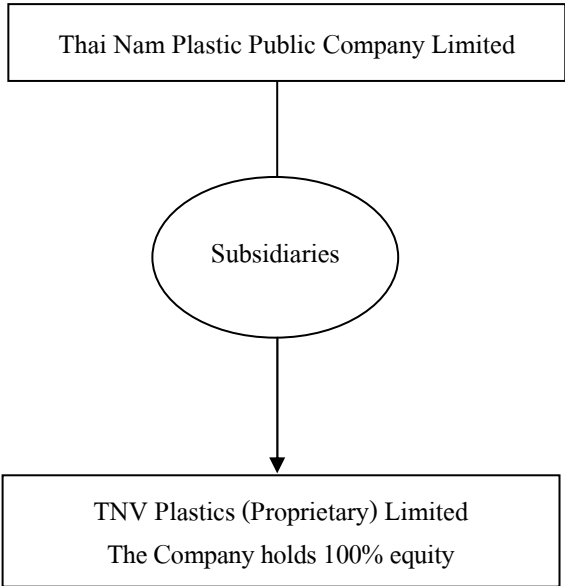 Thai Nam Plastic Public Company Limited
Subsidiaries
TNV Plastics (Proprietary) Limited
The Company holds 100% equity